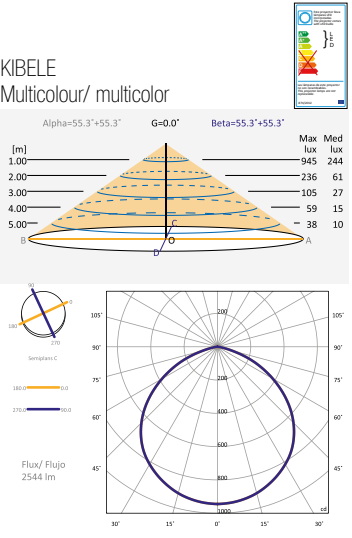 KIBELE
Multicolour/ multicolor
L
E
D
Alpha=55.3°+55.3° G=0.0° Beta=55.3°+55.3°
Max Med
[m] lux lux
1.00 945 244
2.00 236 61
3.00 105 27
4.00 59 15
5.00 38 10
C
B O A
D
90
0
180
270
Semiplans C
180.0 0.0
270.0 90.0
Flux/ Flujo
2544 lm
105° 200 105°
90° 90°
75° 200 75°
400
60° 60°
600
45° 800 45°
1000 cd
30° 15° 0° 15° 30°